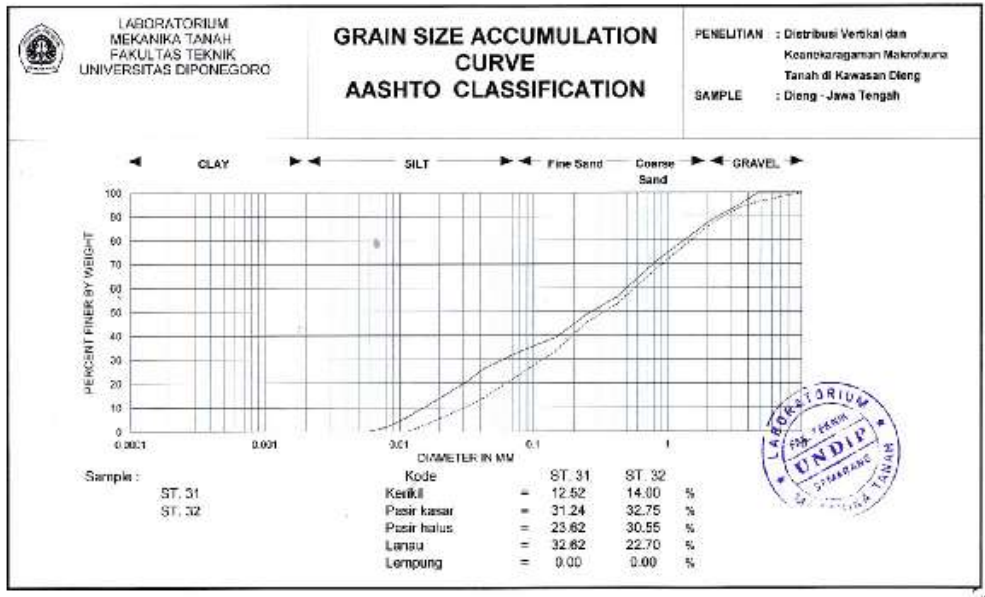 LABORATORIUM
MEKANIKA TANAH
FAKULTAS TEKNIK
UNIVERSITAS DIPONEGORO
GRAIN SIZE ACCUMULATION
CURVE
AASHTO CLASSIFICATION
PENELITIAN : Distribusi Vertikal dan
Keanekaragaman Makrofauna
Tanah di Kawasan Dieng
SAMPLE : Dieng - Jawa Tengah
CLAY SILT Fine Sand Coarse GRAVEL
Sand
PERCENT FINER BY WEIGHT
100
90
80
70
60
50
40
30
20
10
0
0.0001 0.001 0.01 0.1 1
DIAMETER IN MM
Sample :
ST. 31
ST. 32
Kode ST. 31 ST. 32
Kerikil = 12.52 14.00 %
Pasir kasar = 31.24 32.75 %
Pasir halus = 23.62 30.55 %
Lanau = 32.62 22.70 %
Lempung = 0.00 0.00 %
LABORATORIUM
FAK. TEKNIK
UNDIP
SEMARANG
TANAH